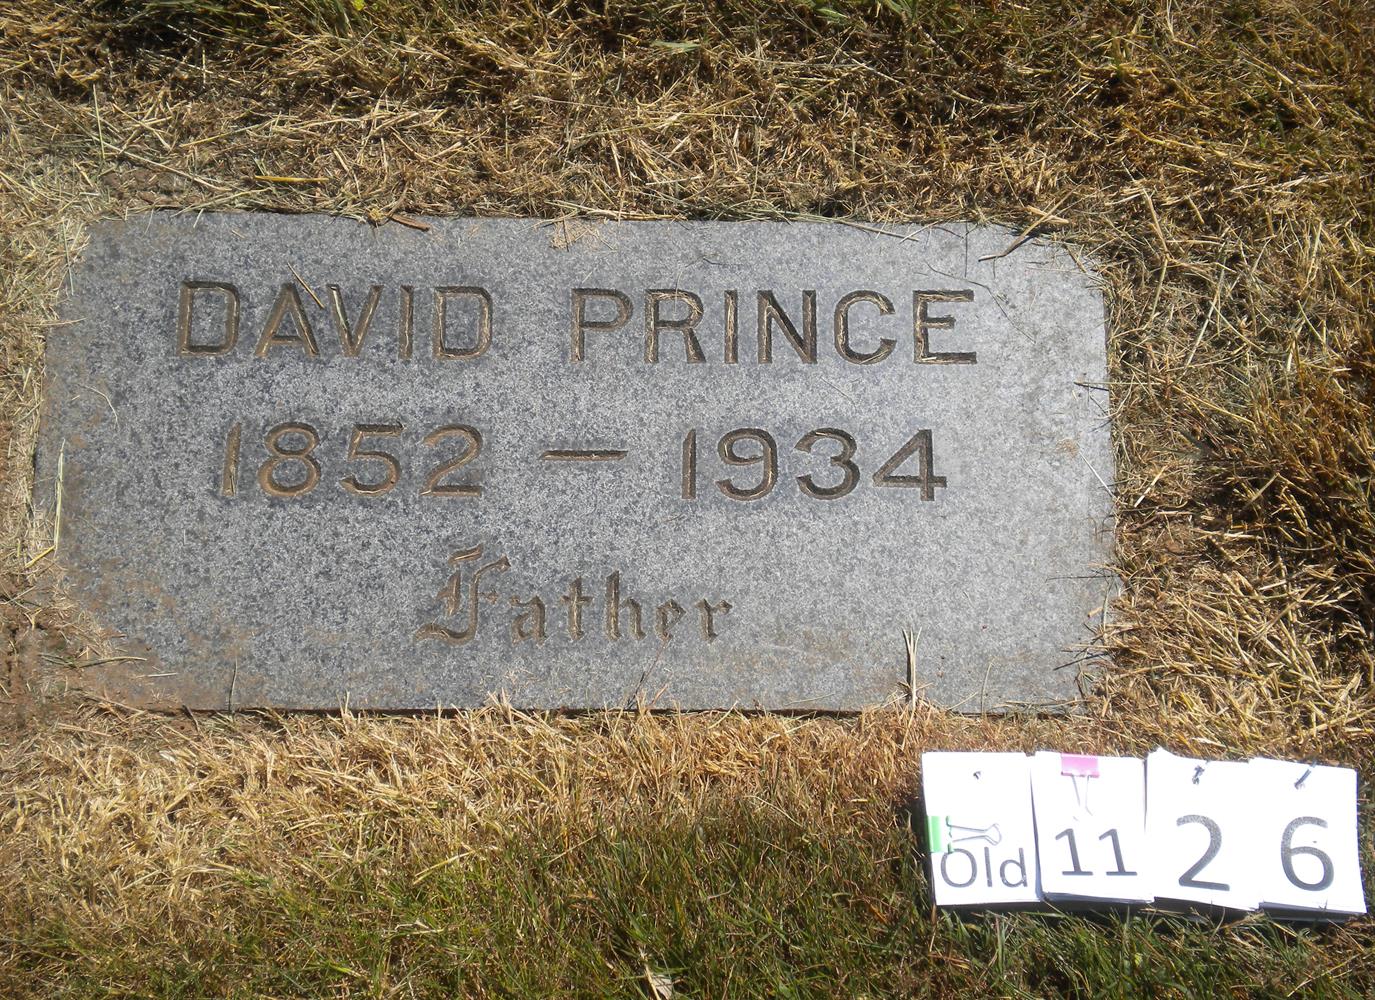 DAVID PRINCE
1852 — 1934
Father
Old 11 2 6